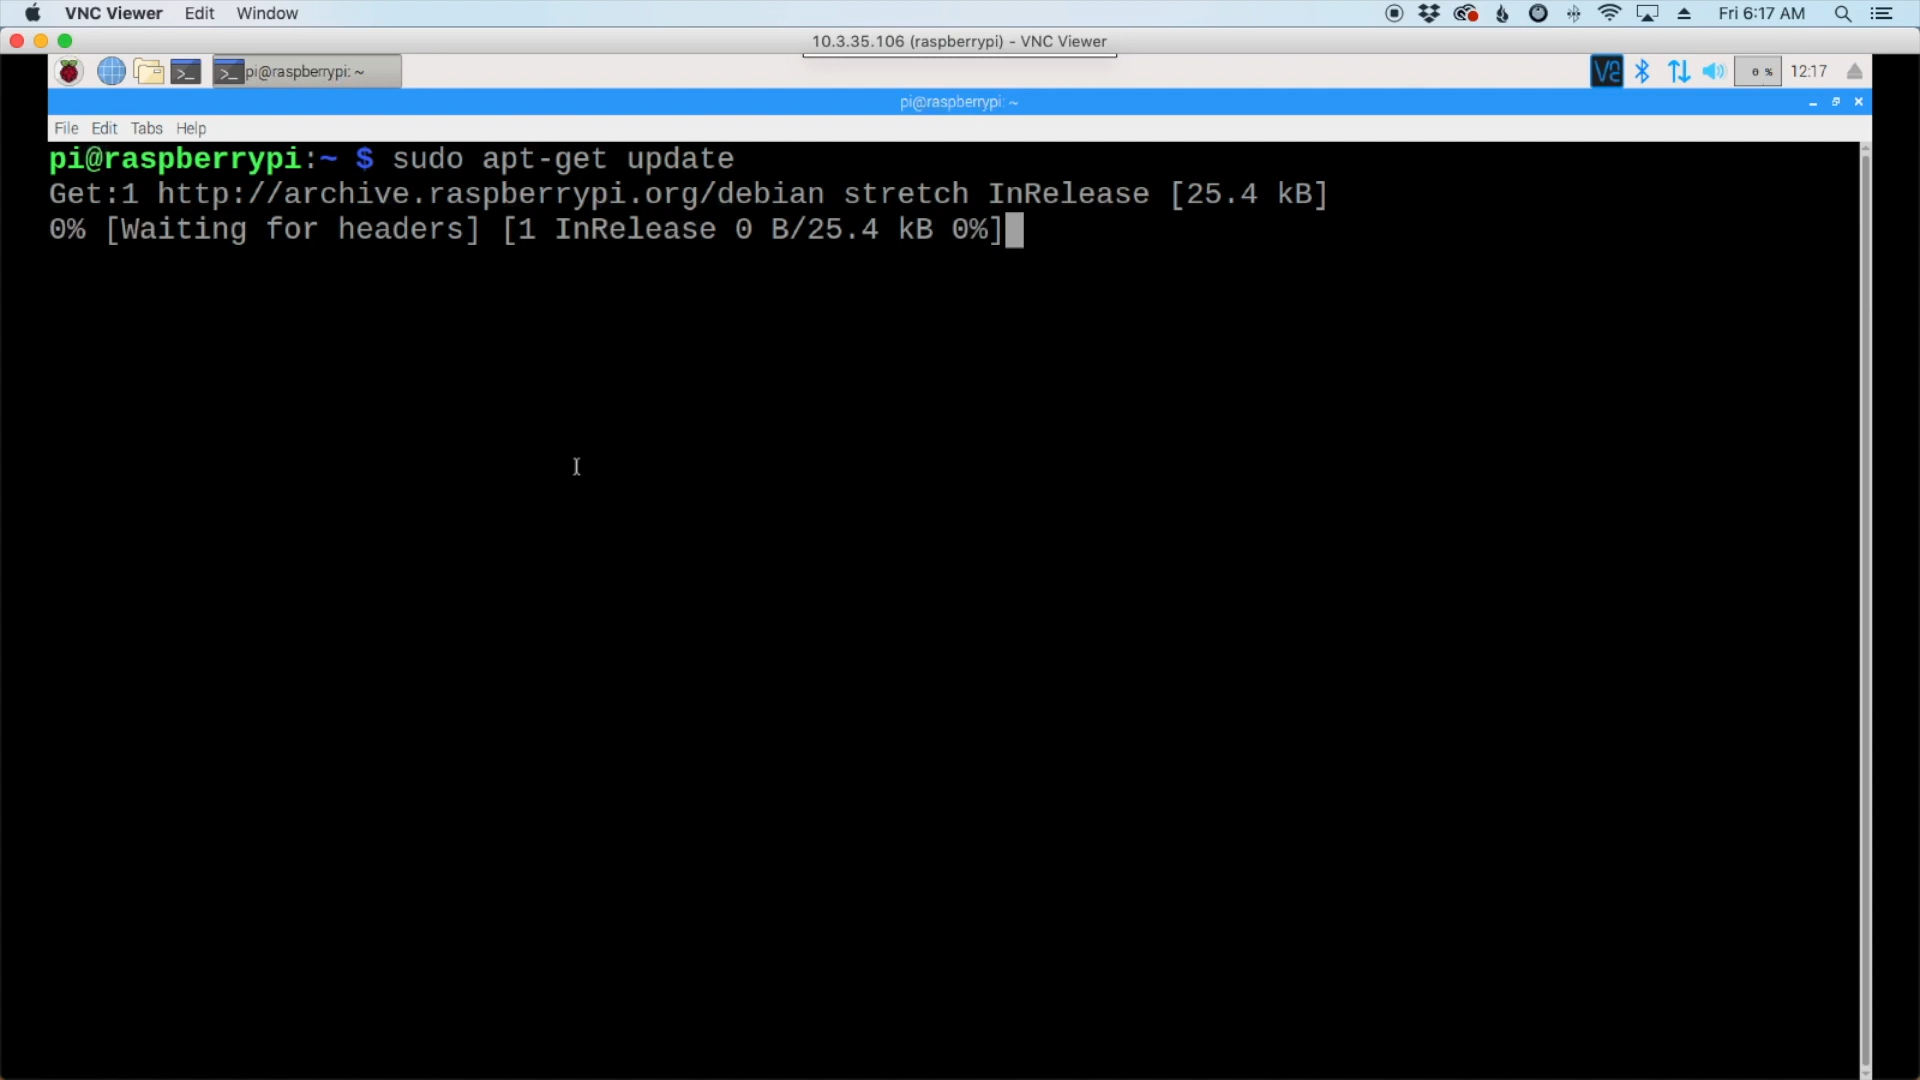 VNC Viewer Edit Window Fri 6:17 AM
10.3.35.106 (raspberrypi) - VNC Viewer
pi@raspberrypi: ~ 0 % 12:17
pi@raspberrypi: ~
File Edit Tabs Help
pi@raspberrypi:~ $ sudo apt-get update
Get:1 http://archive.raspberrypi.org/debian stretch InRelease [25.4 kB]
0% [Waiting for headers] [1 InRelease 0 B/25.4 kB 0%]